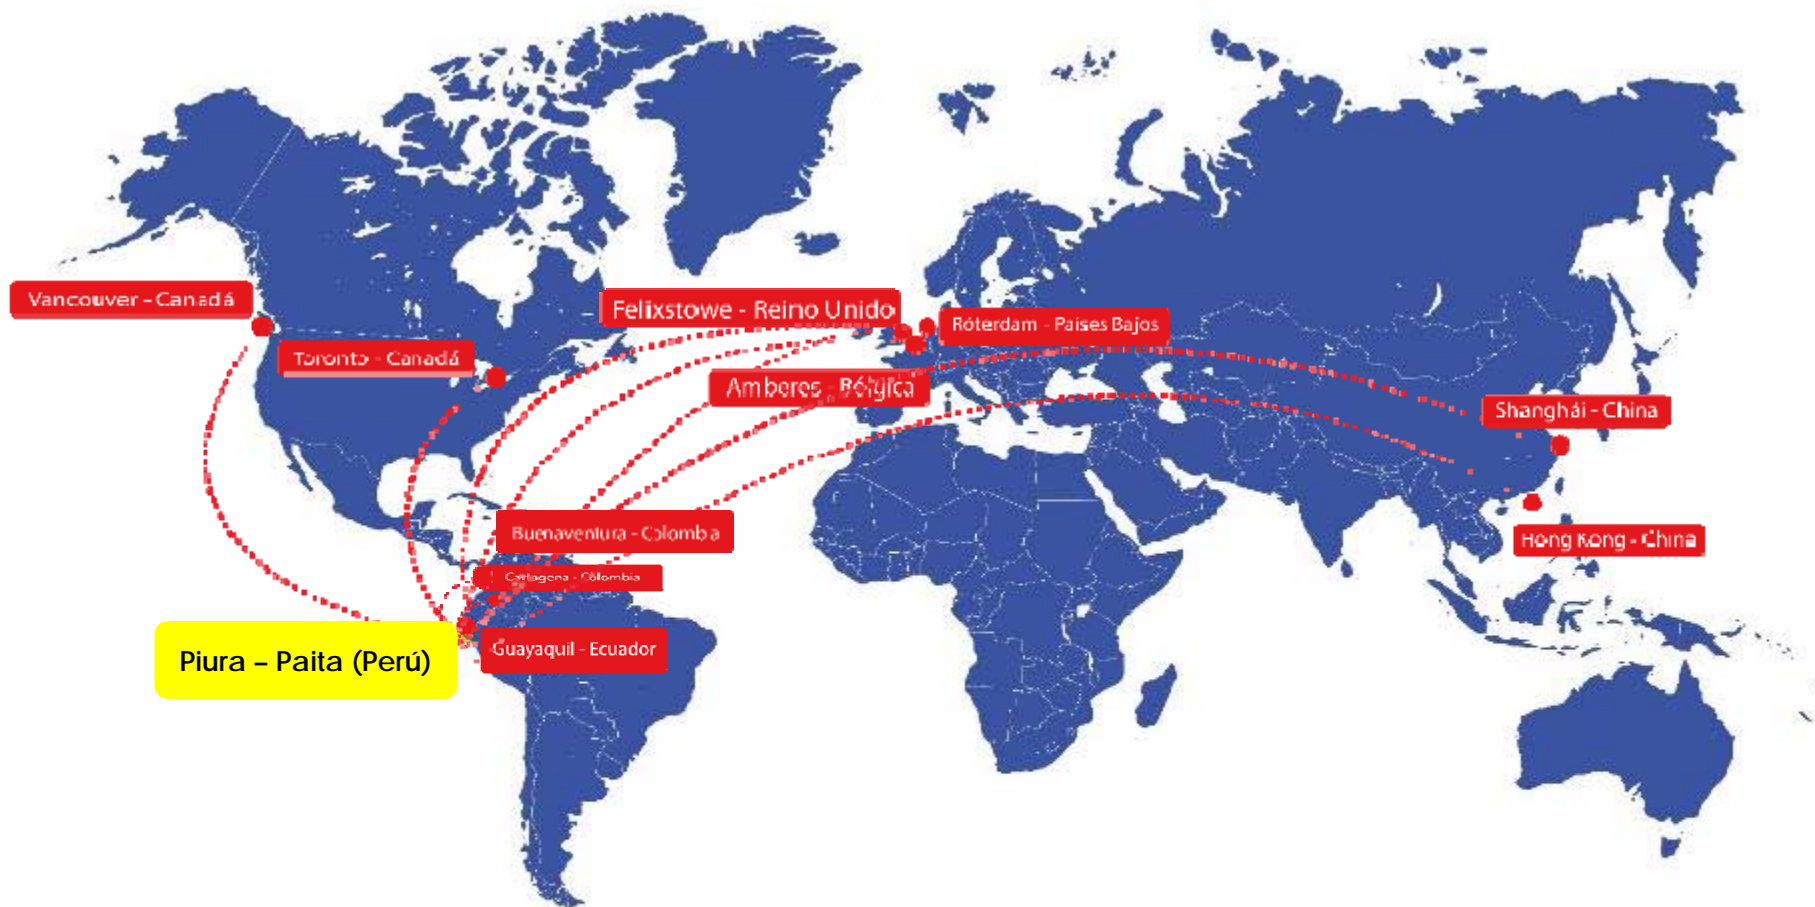 Vancouver - Canadá
Felixstowe - Reino Unido
Róterdam - Paises Bajos
Toronto - Canadá
Amberes - Bélgica
Shanghái - China
Buenaventura - Colombia
Hong Kong - China
Cartagena - Colombia
Guayaquil - Ecuador
Piura – Paita (Perú)